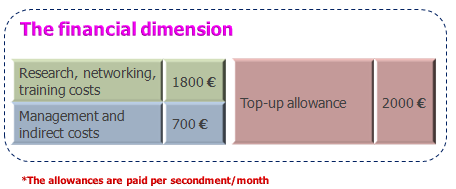 The financial dimension
Research, networking,
training costs
1800 €
Management and
indirect costs
700 €
Top-up allowance
2000 €
*The allowances are paid per secondment/month